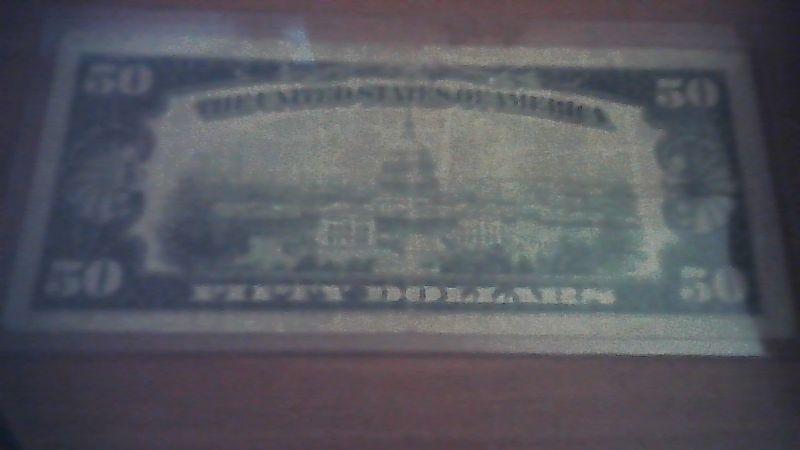 50 50
THE UNITED STATES OF AMERICA
50 50
FIFTY DOLLARS